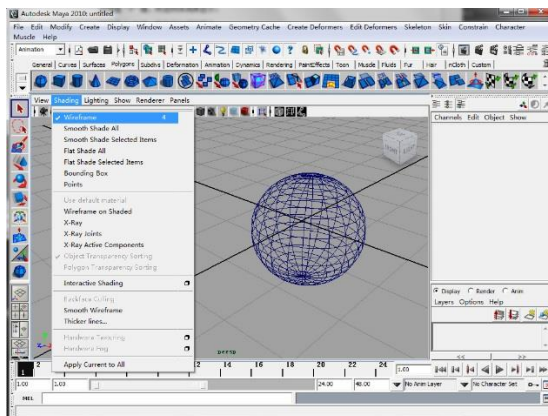 Autodesk Maya 2010: untitled
File Edit Modify Create Display Window Assets Animate Geometry Cache Create Deformers Edit Deformers Skeleton Skin Constrain Character
Muscle Help
Animation
General Curves Surfaces Polygons Subdivs Deformation Animation Dynamics Rendering PaintEffects Toon Muscle Fluids Fur Hair nCloth Custom
View Shading Lighting Show Renderer Panels
Channels Edit Object Show
Wireframe 4
Smooth Shade All
Smooth Shade Selected Items
Flat Shade All
Flat Shade Selected Items
Bounding Box
Points
Use default material
Wireframe on Shaded
X-Ray
X-Ray Joints
X-Ray Active Components
Object Transparency Sorting
Polygon Transparency Sorting
Interactive Shading
Backface Culling
Smooth Wireframe
Thicker lines...
Hardware Texturing
Hardware Fog
Apply Current to All
persp
Display Render Anim
Layers Options Help
2 12 14 16 18 20 22 24 1.00
1.00 1.00 24.00 48.00 No Anim Layer No Character Set
MEL